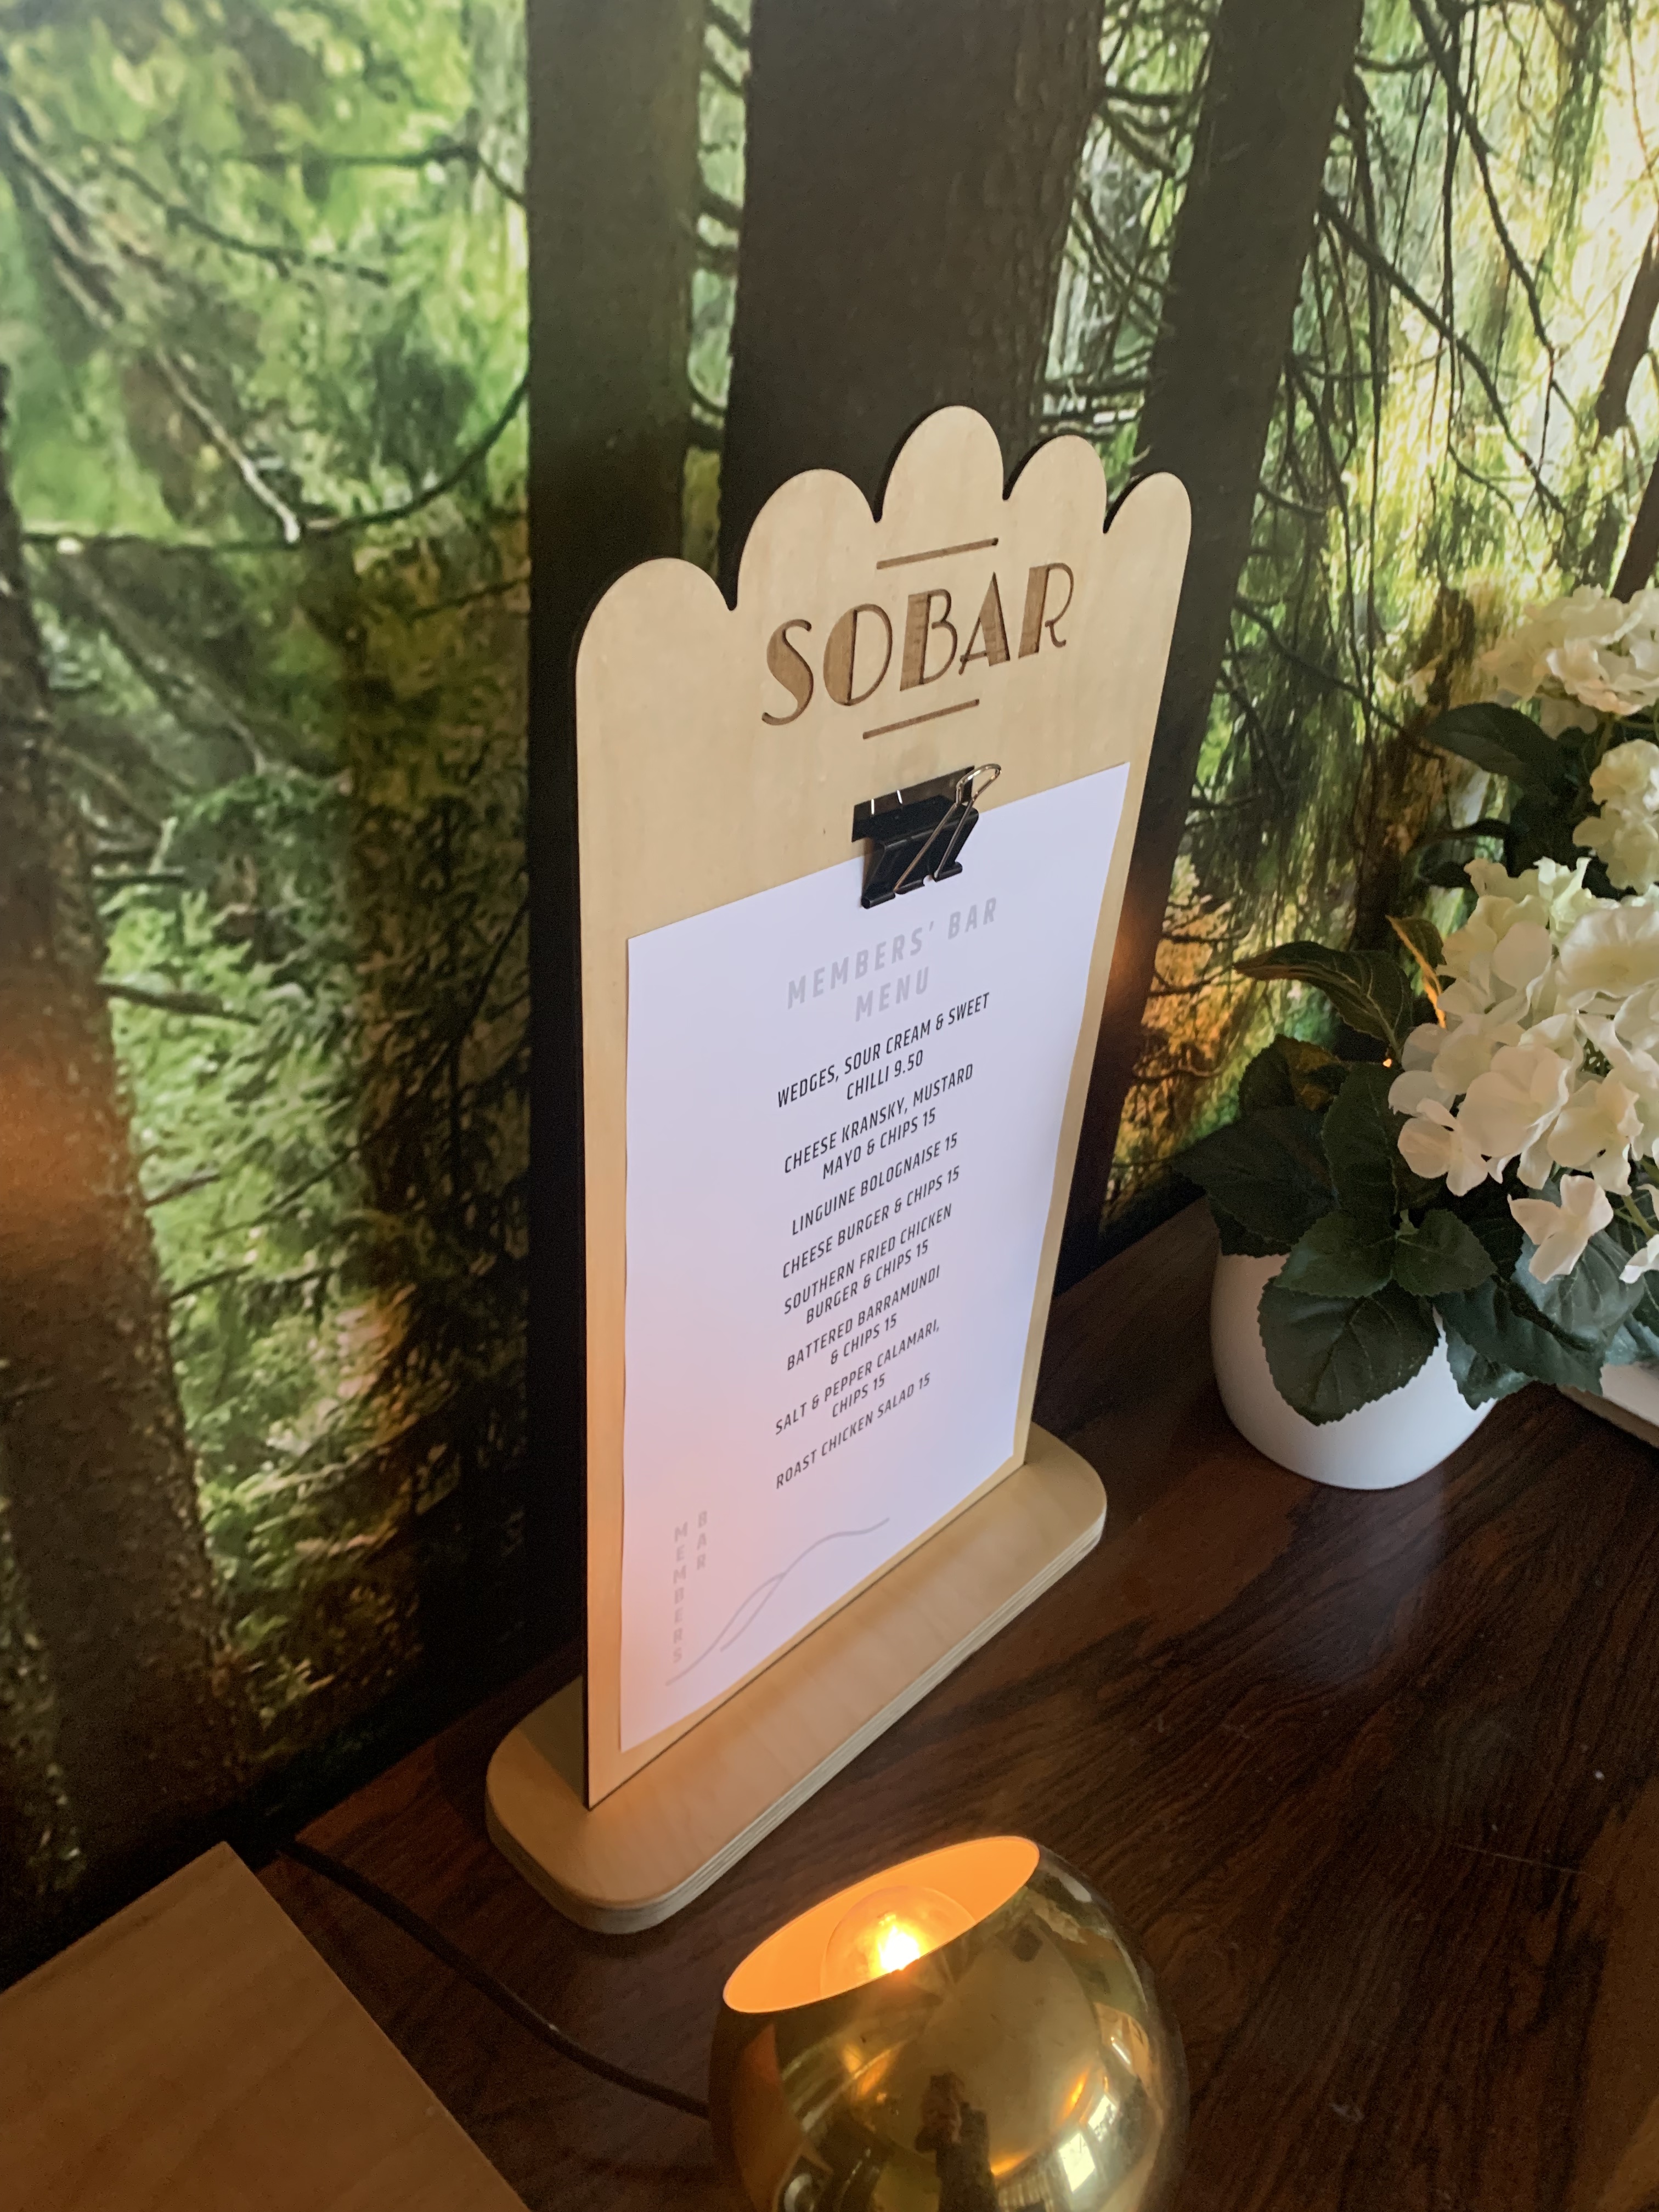 SOBAR
MEMBERS' BAR
MENU
WEDGES, SOUR CREAM & SWEET
CHILLI 9.50
CHEESE KRANSKY, MUSTARD
MAYO & CHIPS 15
LINGUINE BOLOGNAISE 15
CHEESE BURGER & CHIPS 15
SOUTHERN FRIED CHICKEN
BURGER & CHIPS 15
BATTERED BARRAMUNDI
& CHIPS 15
SALT & PEPPER CALAMARI,
CHIPS 15
ROAST CHICKEN SALAD 15
MEMBERS
BAR